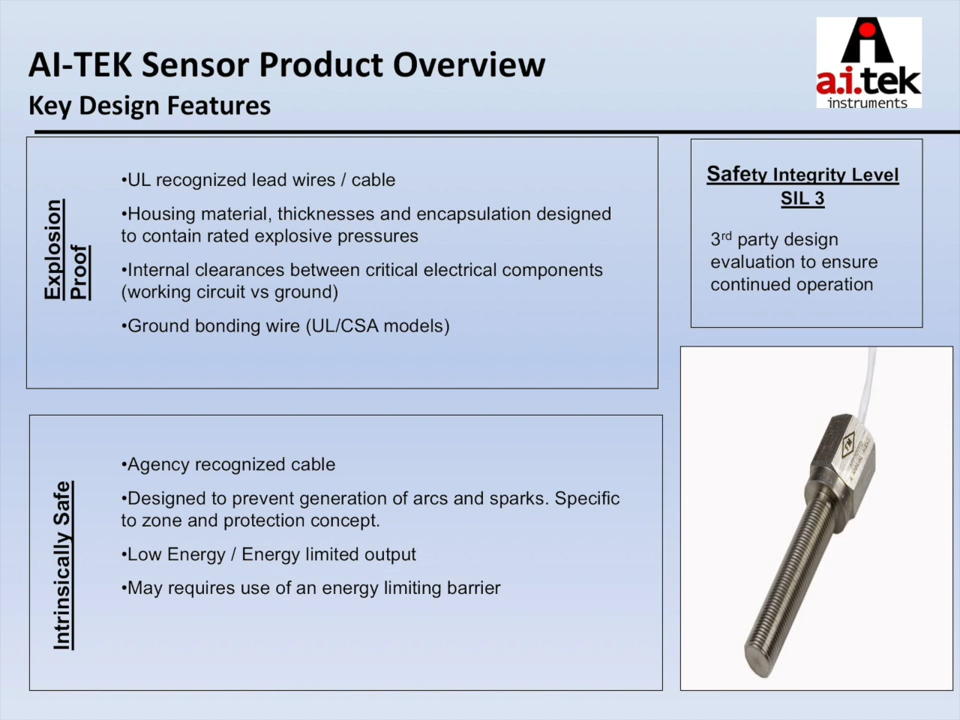 AI-TEK Sensor Product Overview
Key Design Features
a.i.tek
instruments
Explosion
Proof
•UL recognized lead wires / cable
•Housing material, thicknesses and encapsulation designed
to contain rated explosive pressures
•Internal clearances between critical electrical components
(working circuit vs ground)
•Ground bonding wire (UL/CSA models)
Safety Integrity Level
SIL 3
3rd party design
evaluation to ensure
continued operation
Intrinsically Safe
•Agency recognized cable
•Designed to prevent generation of arcs and sparks. Specific
to zone and protection concept.
•Low Energy / Energy limited output
•May requires use of an energy limiting barrier